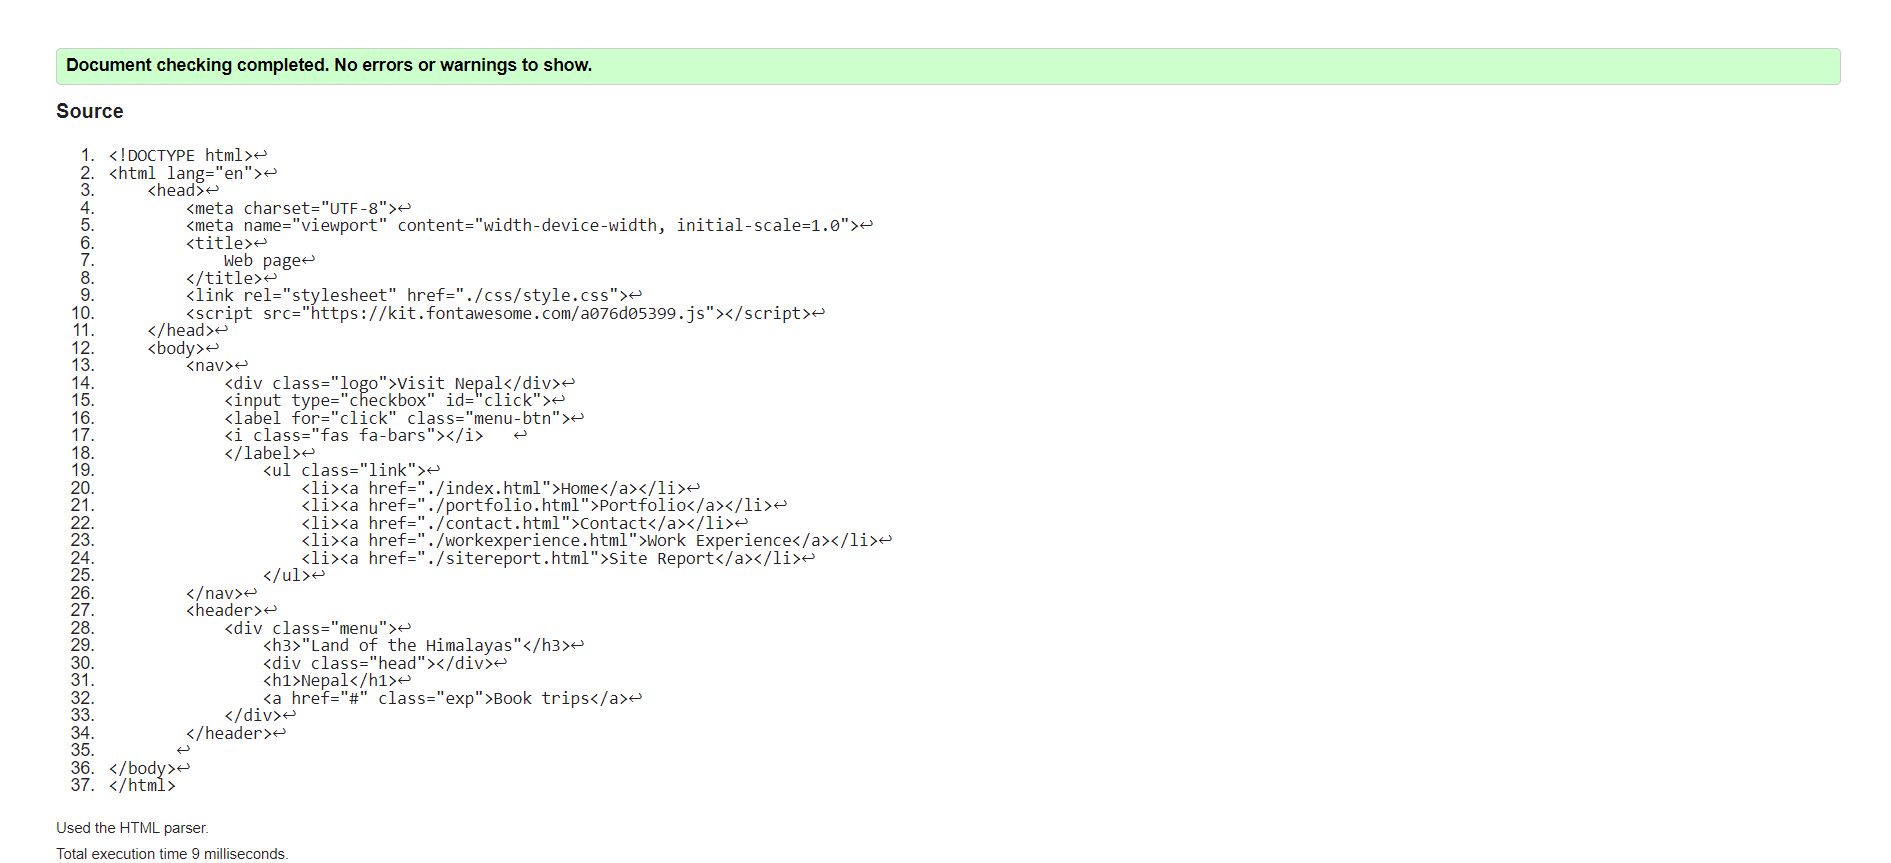 Document checking completed. No errors or warnings to show.
Source
1. <!DOCTYPE html>↩
2. <html lang="en">↩
3.     <head>↩
4.         <meta charset="UTF-8">↩
5.         <meta name="viewport" content="width-device-width, initial-scale=1.0">↩
6.         <title>↩
7.             Web page↩
8.         </title>↩
9.         <link rel="stylesheet" href="./css/style.css">↩
10.         <script src="https://kit.fontawesome.com/a076d05399.js"></script>↩
11.     </head>↩
12.     <body>↩
13.         <nav>↩
14.             <div class="logo">Visit Nepal</div>↩
15.             <input type="checkbox" id="click">↩
16.             <label for="click" class="menu-btn">↩
17.             <i class="fas fa-bars"></i>   ↩
18.             </label>↩
19.                 <ul class="link">↩
20.                     <li><a href="./index.html">Home</a></li>↩
21.                     <li><a href="./portfolio.html">Portfolio</a></li>↩
22.                     <li><a href="./contact.html">Contact</a></li>↩
23.                     <li><a href="./workexperience.html">Work Experience</a></li>↩
24.                     <li><a href="./sitereport.html">Site Report</a></li>↩
25.                 </ul>↩
26.         </nav>↩
27.         <header>↩
28.             <div class="menu">↩
29.                 <h3>"Land of the Himalayas"</h3>↩
30.                 <div class="head"></div>↩
31.                 <h1>Nepal</h1>↩
32.                 <a href="#" class="exp">Book trips</a>↩
33.             </div>↩
34.         </header>↩
35.        ↩
36. </body>↩
37. </html>
Used the HTML parser.
Total execution time 9 milliseconds.